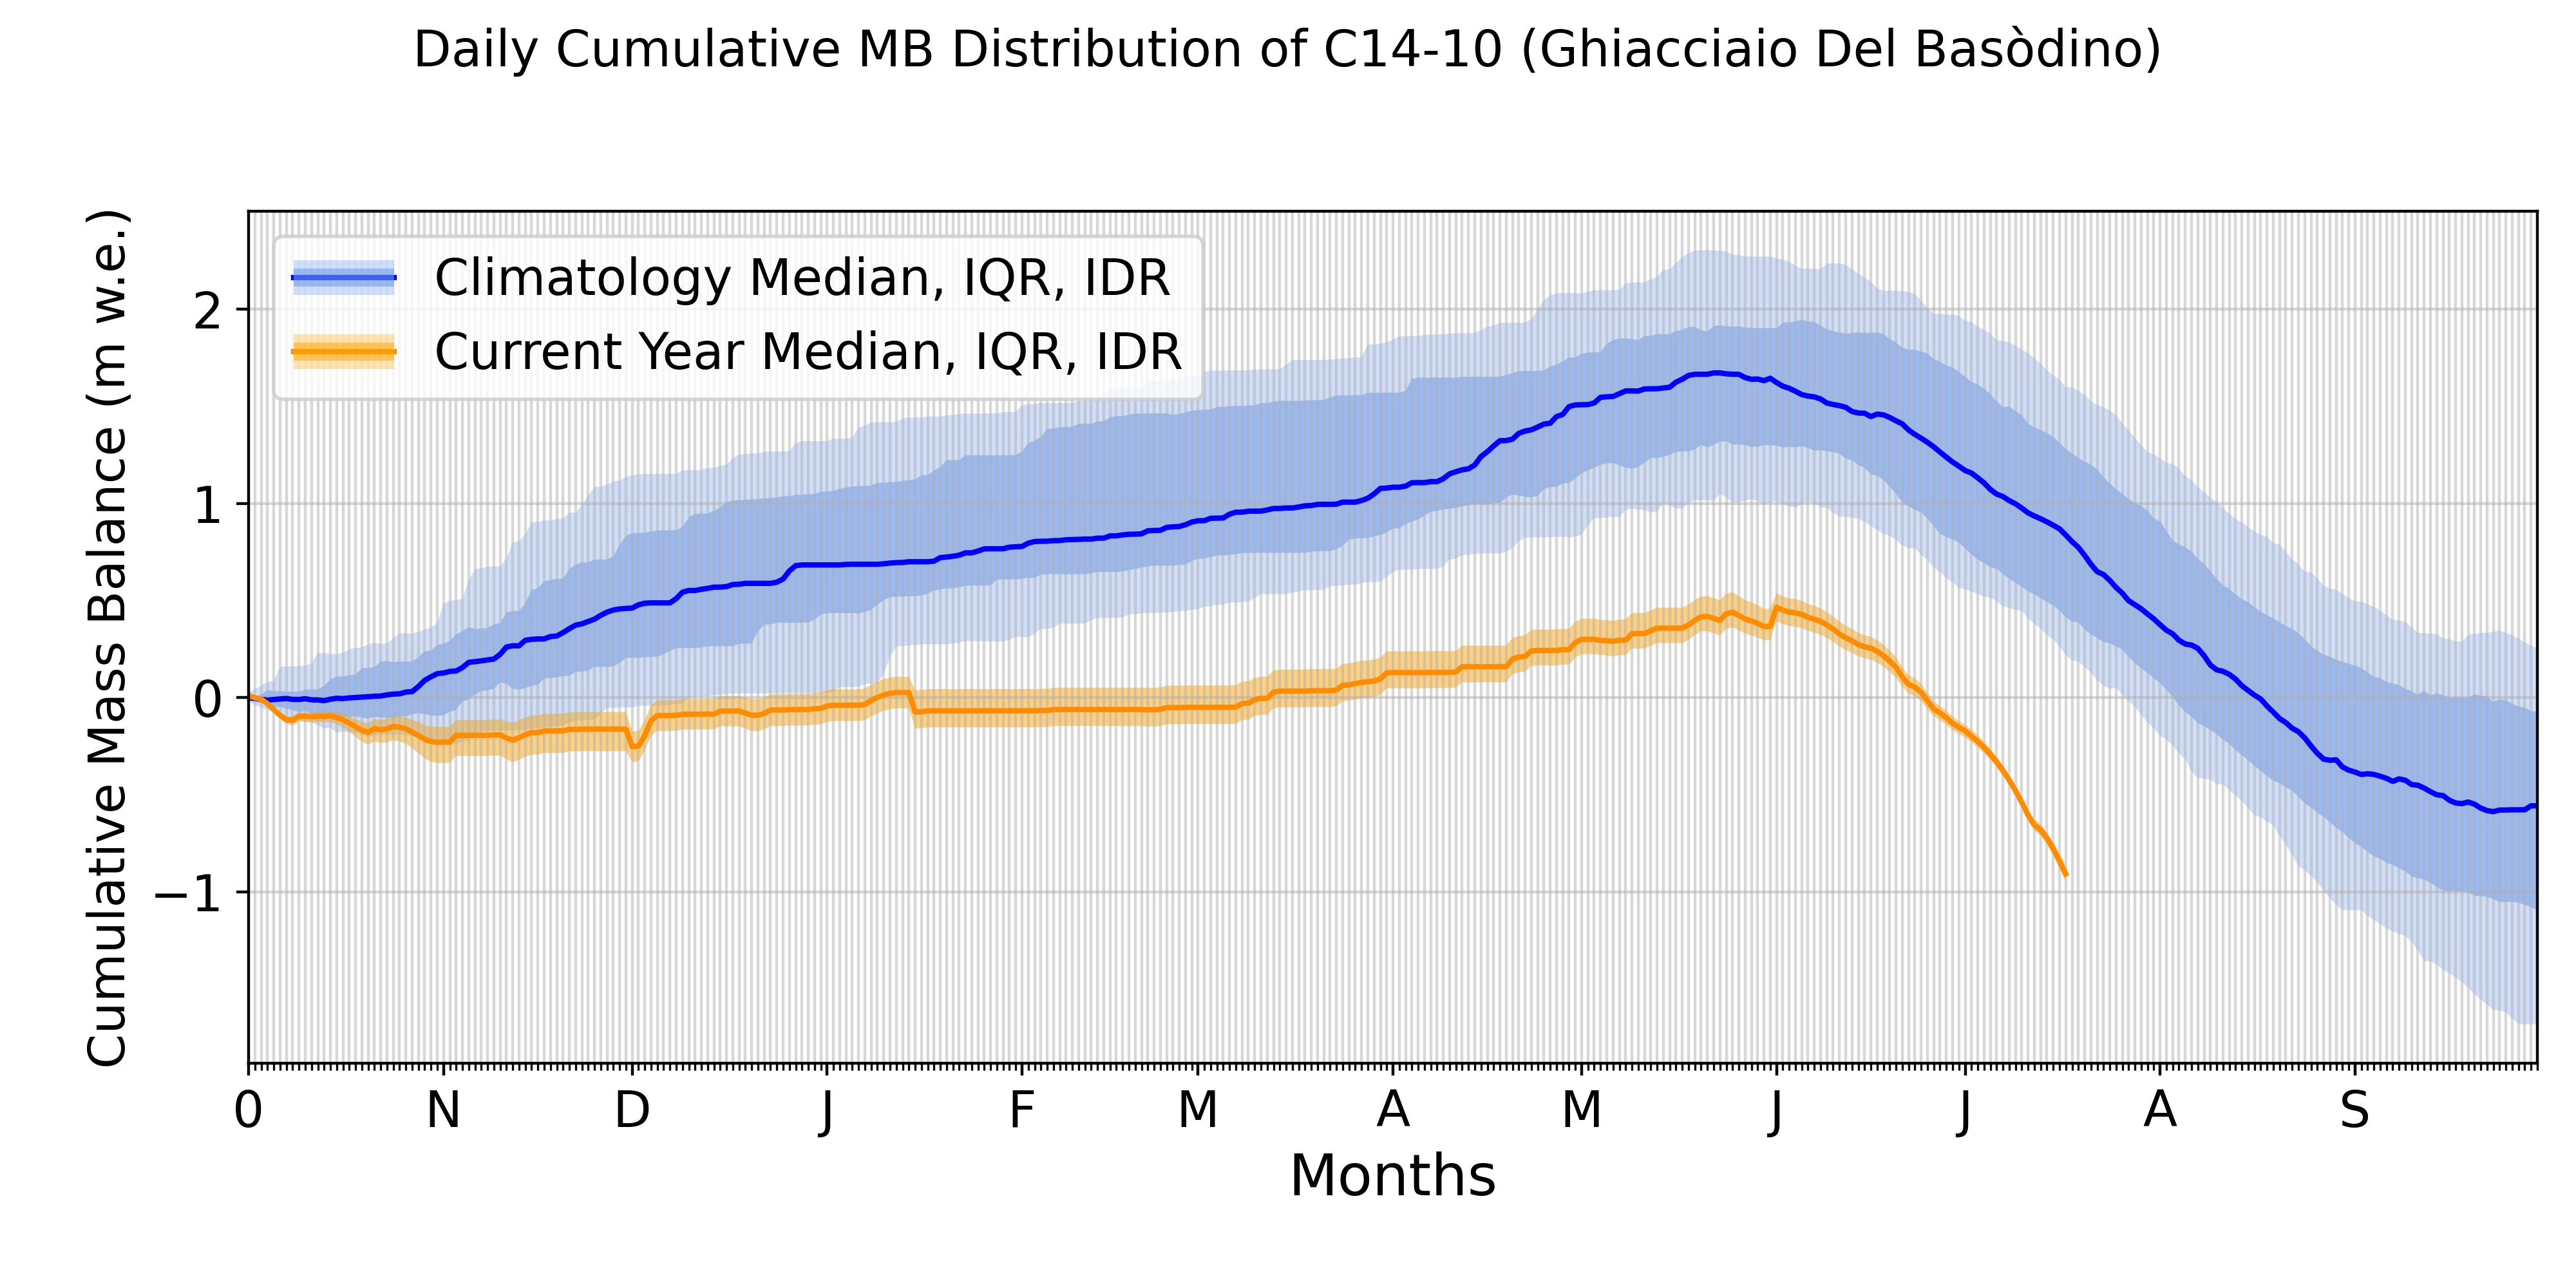 Daily Cumulative MB Distribution of C14-10 (Ghiacciaio Del Basòdino)
Cumulative Mass Balance (m w.e.)
Climatology Median, IQR, IDR
Current Year Median, IQR, IDR
2
1
0
−1
0 N D J F M A M J J A S
Months